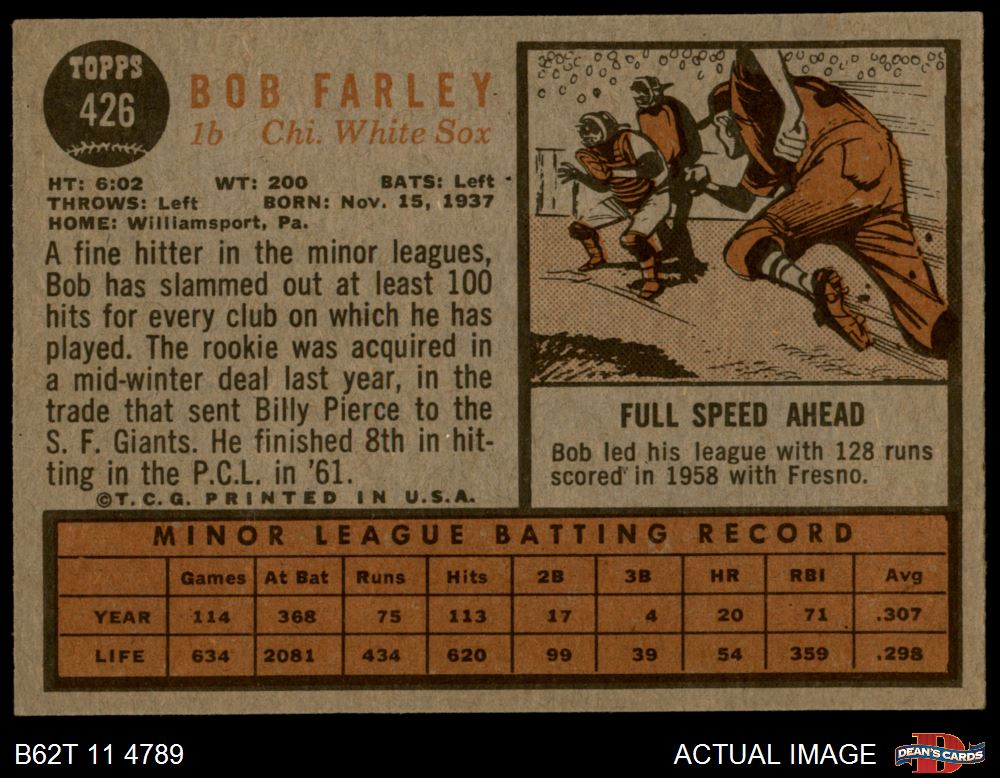 TOPPS
426
BOB FARLEY
1b Chi. White Sox
HT: 6:02 WT: 200 BATS: Left
THROWS: Left BORN: Nov. 15, 1937
HOME: Williamsport, Pa.
A fine hitter in the minor leagues,
Bob has slammed out at least 100
hits for every club on which he has
played. The rookie was acquired in
a mid-winter deal last year, in the
trade that sent Billy Pierce to the
S. F. Giants. He finished 8th in hit-
ting in the P.C.L. in '61.
©T.C.G. PRINTED IN U.S.A.
FULL SPEED AHEAD
Bob led his league with 128 runs
scored in 1958 with Fresno.
MINOR LEAGUE BATTING RECORD
Games At Bat Runs Hits 2B 3B HR RBI Avg
YEAR 114 368 75 113 17 4 20 71 .307
LIFE 634 2081 434 620 99 39 54 359 .298
B62T 11 4789
ACTUAL IMAGE
DEAN'S CARDS